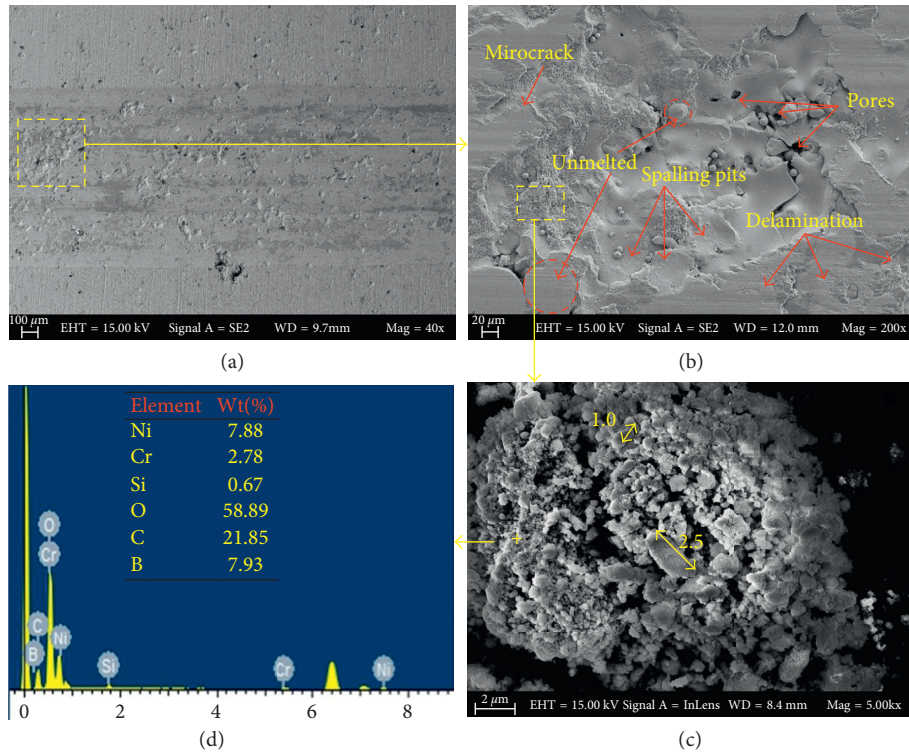 100 µm EHT = 15.00 kV Signal A = SE2 WD = 9.7mm Mag = 40x
(a)
Mirocrack
Pores
Unmelted
Spalling pits
Delamination
20 µm EHT = 15.00 kV Signal A = SE2 WD = 12.0 mm Mag = 200x
(b)
Element Wt(%)
Ni 7.88
Cr 2.78
Si 0.67
O 58.89
C 21.85
B 7.93
O
Cr
C
Ni
B
Si
Cr
Ni
0 2 4 6 8
(d)
1.0
2.5
2 µm EHT = 15.00 kV Signal A = InLens WD = 8.4 mm Mag = 5.00kx
(c)